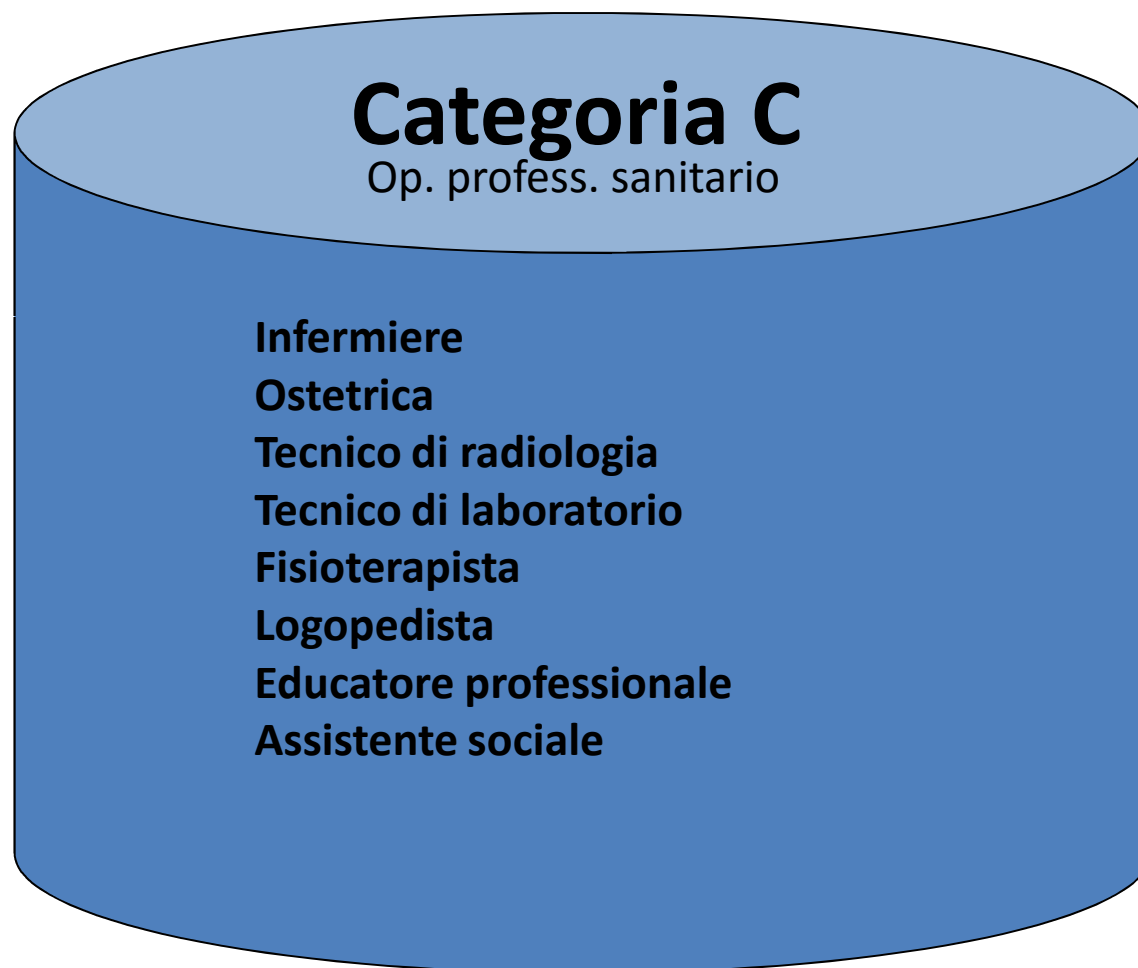 Categoria C
Op. profess. sanitario
Infermiere
Ostetrica
Tecnico di radiologia
Tecnico di laboratorio
Fisioterapista
Logopedista
Educatore professionale
Assistente sociale